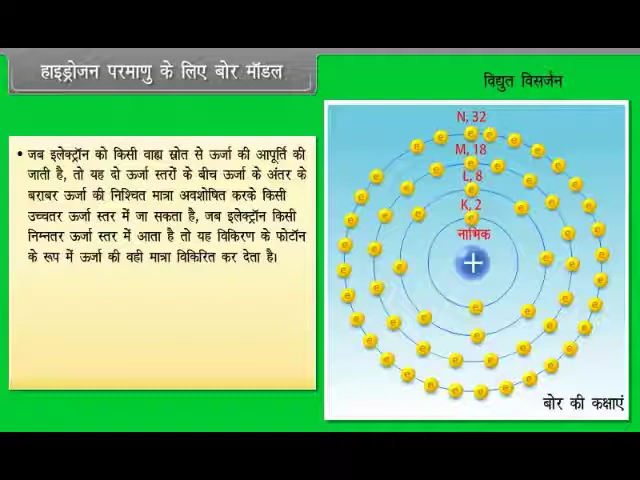 हाइड्रोजन परमाणु के लिए बोर मॉडल
विद्युत विसर्जन
• जब इलेक्ट्रॉन को किसी वाह्य स्रोत से ऊर्जा की आपूर्ति की
जाती है, तो यह दो ऊर्जा स्तरों के बीच ऊर्जा के अंतर के
बराबर ऊर्जा की निश्चित मात्रा अवशोषित करके किसी
उच्चतर ऊर्जा स्तर में जा सकता है, जब इलेक्ट्रॉन किसी
निम्नतर ऊर्जा स्तर में आता है तो यह विकिरण के फोटॉन
के रूप में ऊर्जा की वही मात्रा विकिरित कर देता है।
N, 32
M, 18
L, 8
K, 2
नाभिक
+
बोर की कक्षाएं